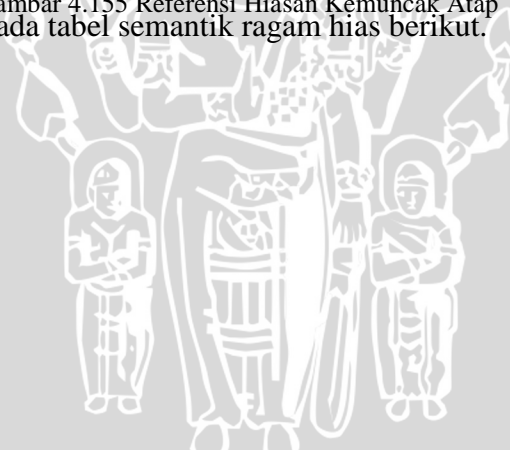 ambar 4.155 Referensi Hiasan Kemuncak Atap
ada tabel semantik ragam hias berikut.